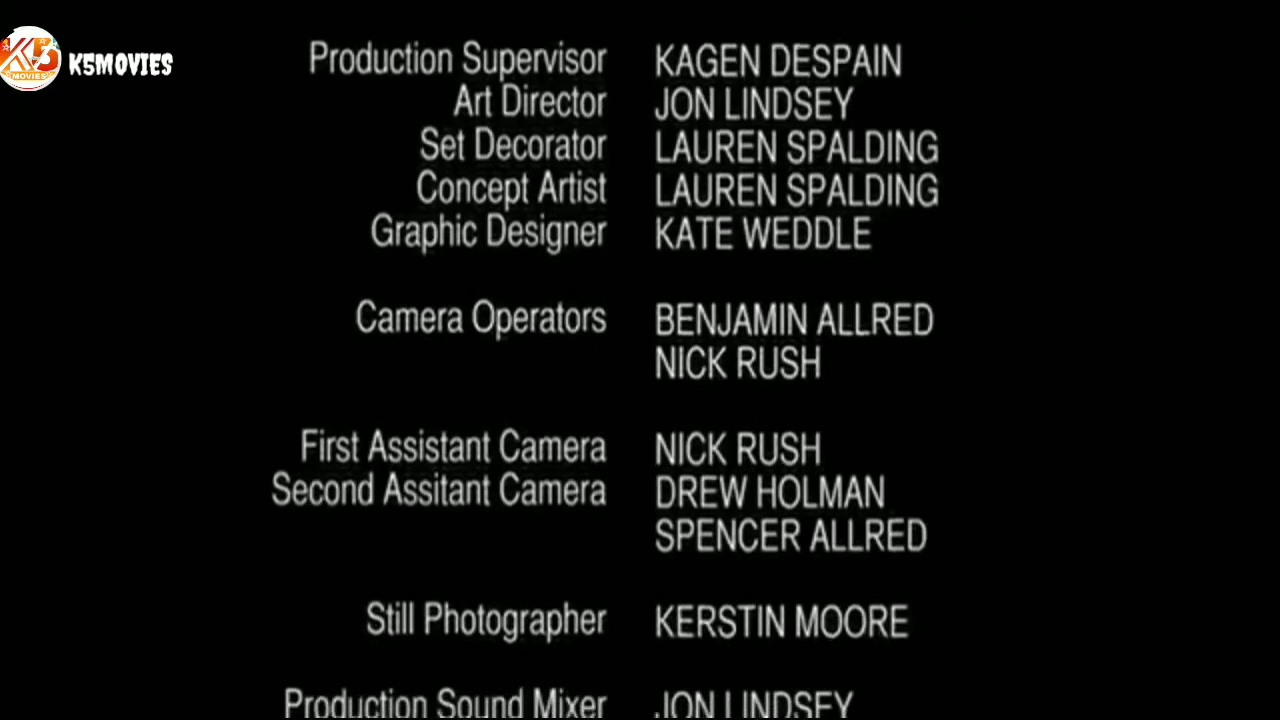 K5
MOVIES
K5MOVIES
Production Supervisor KAGEN DESPAIN
Art Director JON LINDSEY
Set Decorator LAUREN SPALDING
Concept Artist LAUREN SPALDING
Graphic Designer KATE WEDDLE
Camera Operators BENJAMIN ALLRED
NICK RUSH
First Assistant Camera NICK RUSH
Second Assitant Camera DREW HOLMAN
SPENCER ALLRED
Still Photographer KERSTIN MOORE
Production Sound Mixer JON LINDSEY